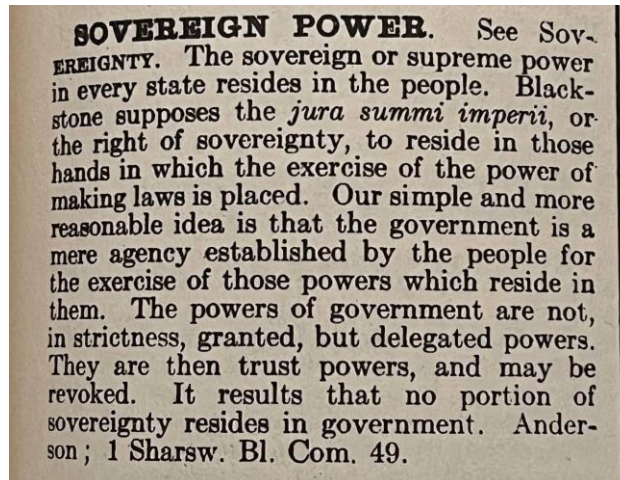 SOVEREIGN POWER. See SOV-
EREIGNTY. The sovereign or supreme power
in every state resides in the people. Black-
stone supposes the jura summi imperii, or
the right of sovereignty, to reside in those
hands in which the exercise of the power of
making laws is placed. Our simple and more
reasonable idea is that the government is a
mere agency established by the people for
the exercise of those powers which reside in
them. The powers of government are not,
in strictness, granted, but delegated powers.
They are then trust powers, and may be
revoked. It results that no portion of
sovereignty resides in government. Ander-
son; 1 Sharsw. Bl. Com. 49.